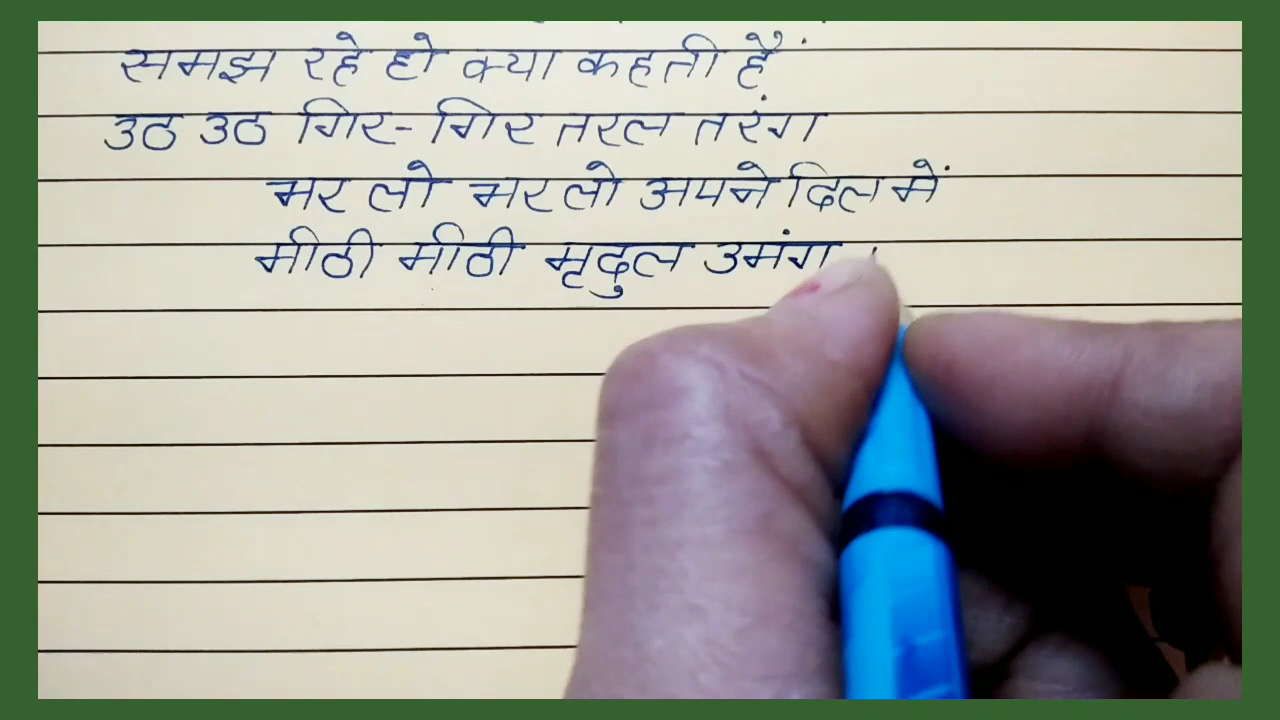 समझ रहे हो क्या कहती हैं
उठ उठ गिर-गिर तरल तरंग
भर लो भर लो अपने दिल में
मीठी मीठी मृदुल उमंग